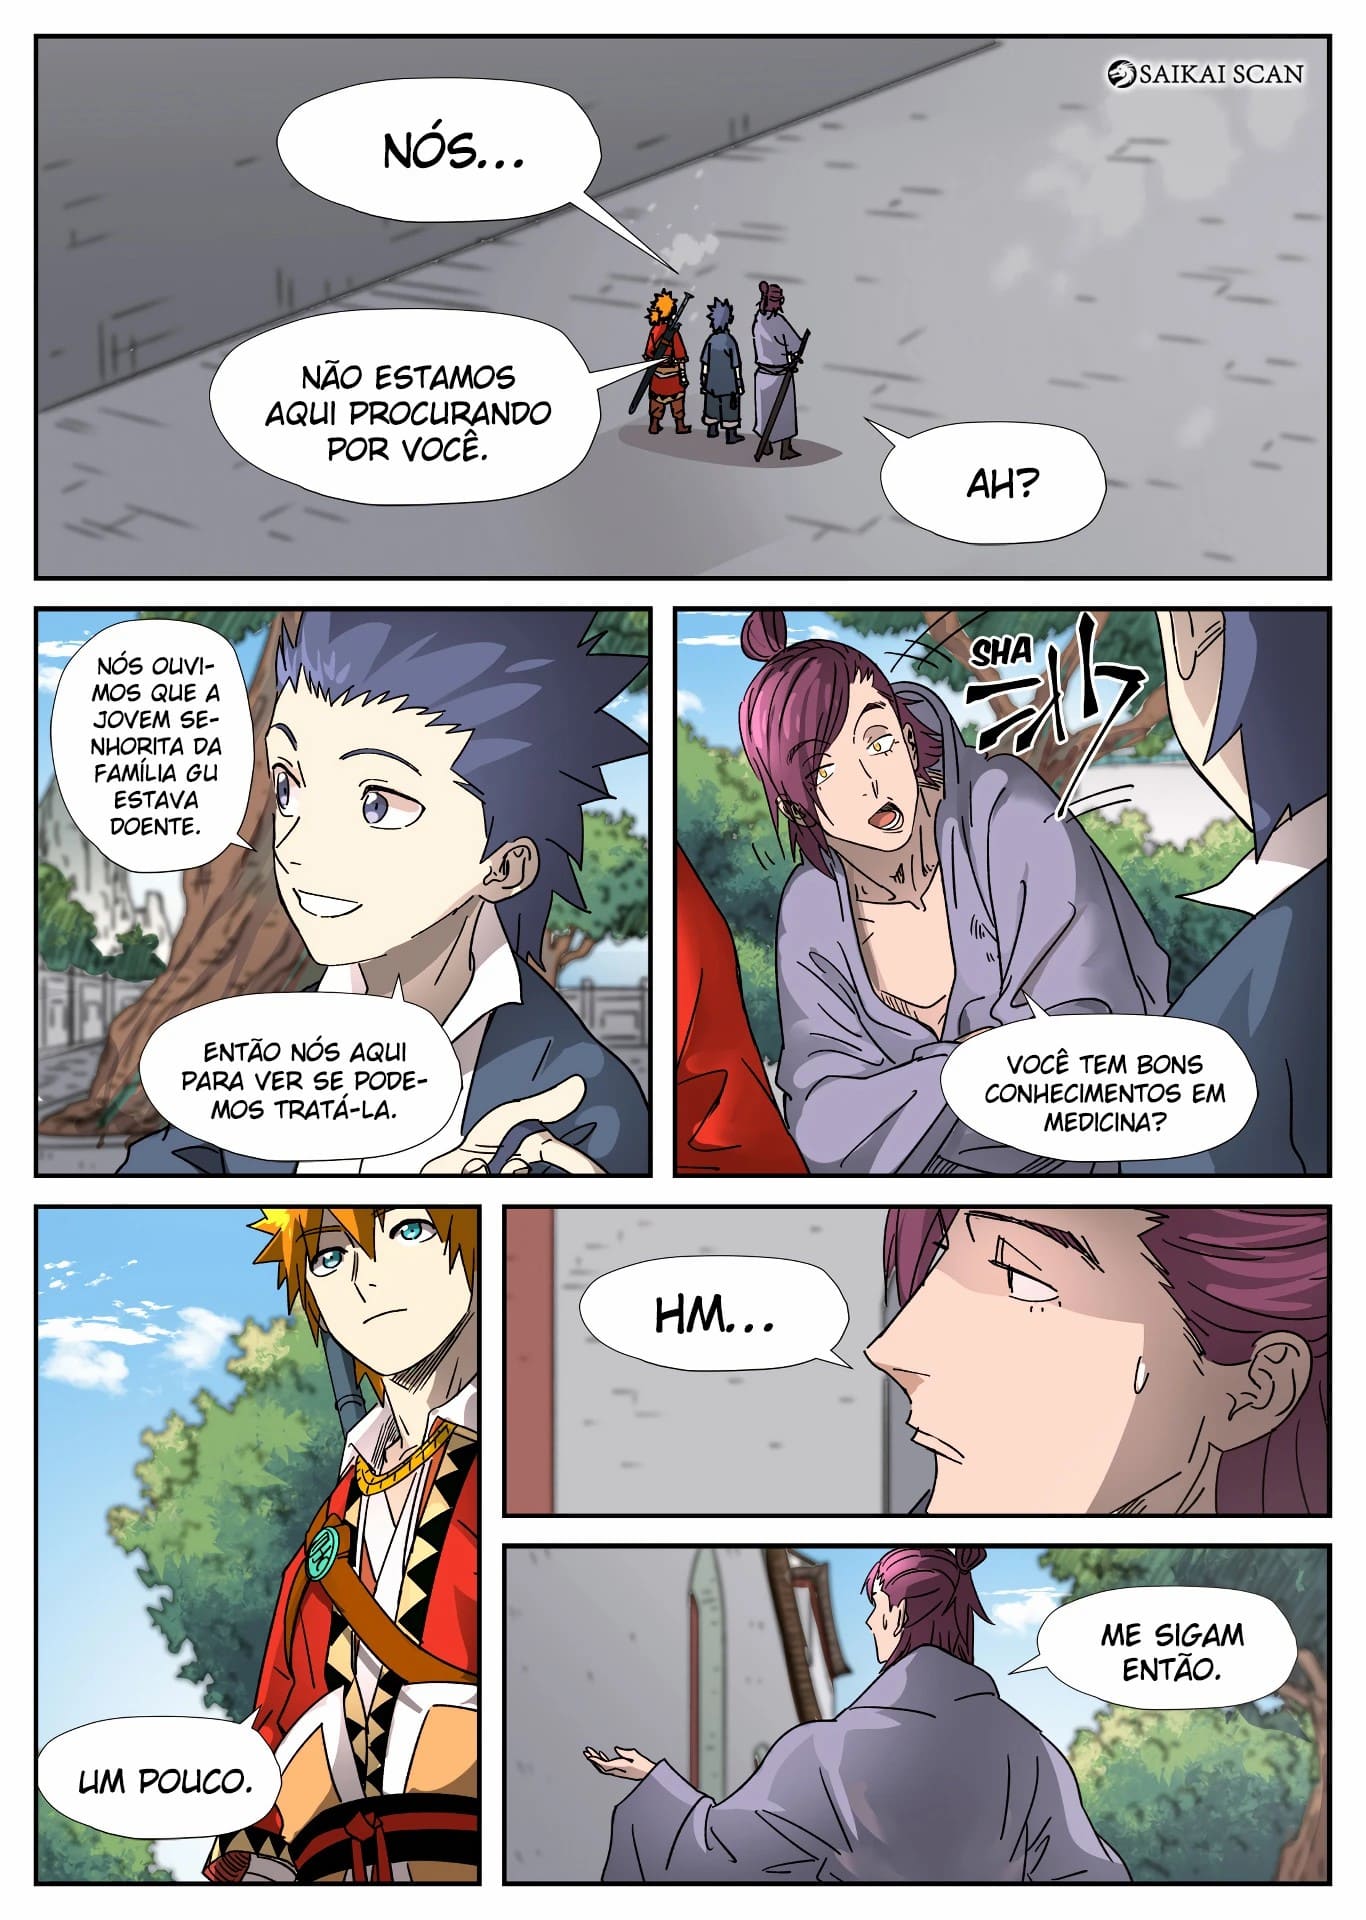 SAIKAI SCAN
NÓS...
NÃO ESTAMOS
AQUI PROCURANDO
POR VOCÊ.
AH?
NÓS OUVI-
MOS QUE A
JOVEM SE-
NHORITA DA
FAMÍLIA GU
ESTAVA
DOENTE.
ENTÃO NÓS AQUI
PARA VER SE PODE-
MOS TRATÁ-LA.
SHA
VOCÊ TEM BONS
CONHECIMENTOS EM
MEDICINA?
UM POUCO.
HM...
ME SIGAM
ENTÃO.